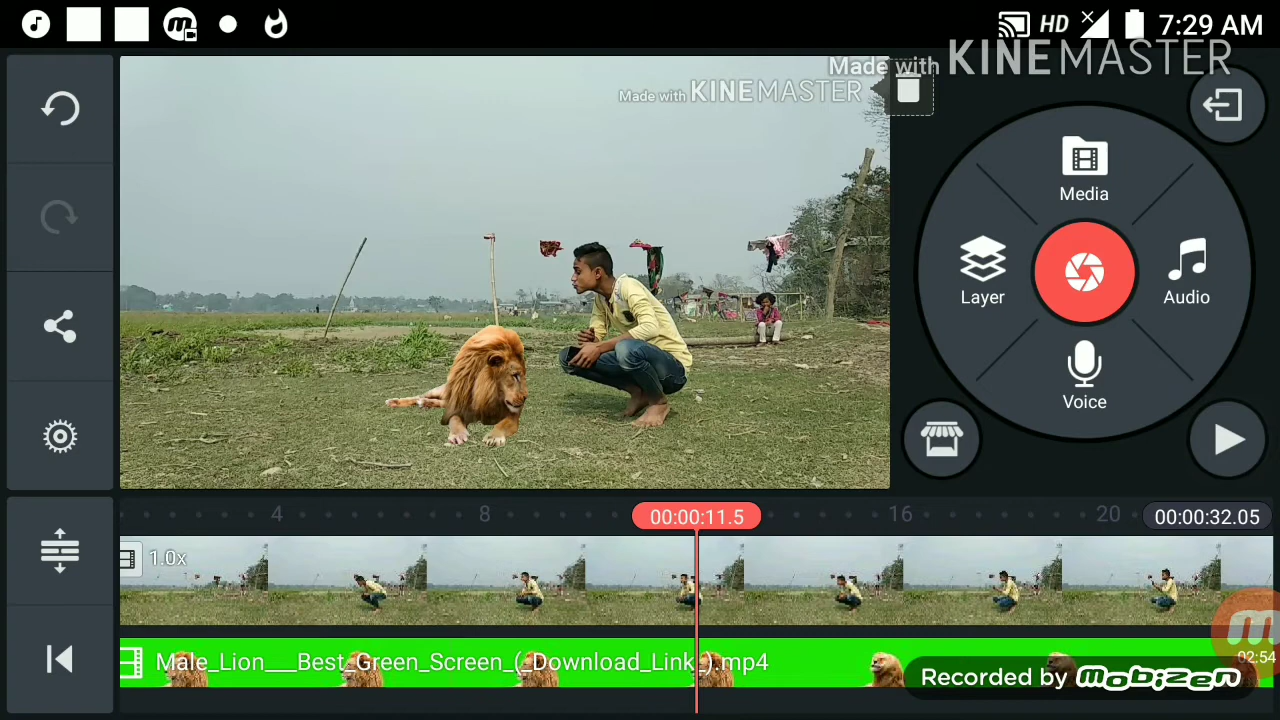 HD 7:29 AM
Made with KINEMASTER
Made with KINEMASTER
Media
Layer
Audio
Voice
4 8 00:00:11.5 16 20 00:00:32.05
1.0x
Male_Lion___Best_Green_Screen_(_Download_Link_).mp4
02:54
Recorded by mobizen